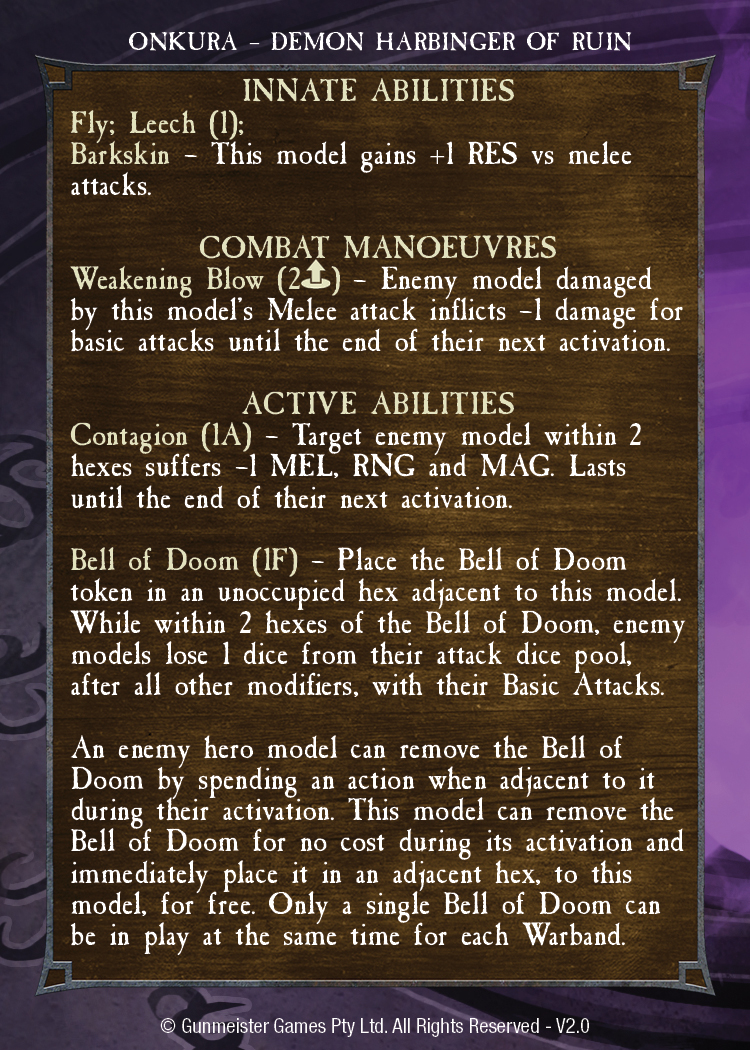 ONKURA – DEMON HARBINGER OF RUIN
INNATE ABILITIES
Fly; Leech (1);
Barkskin – This model gains +1 RES vs melee
attacks.
COMBAT MANOEUVRES
Weakening Blow (2) – Enemy model damaged
by this model's Melee attack inflicts -1 damage for
basic attacks until the end of their next activation.
ACTIVE ABILITIES
Contagion (1A) – Target enemy model within 2
hexes suffers -1 MEL, RNG and MAG. Lasts
until the end of their next activation.
Bell of Doom (1F) – Place the Bell of Doom
token in an unoccupied hex adjacent to this model.
While within 2 hexes of the Bell of Doom, enemy
models lose 1 dice from their attack dice pool,
after all other modifiers, with their Basic Attacks.
An enemy hero model can remove the Bell of
Doom by spending an action when adjacent to it
during their activation. This model can remove the
Bell of Doom for no cost during its activation and
immediately place it in an adjacent hex, to this
model, for free. Only a single Bell of Doom can
be in play at the same time for each Warband.
© Gunmeister Games Pty Ltd. All Rights Reserved - V2.0